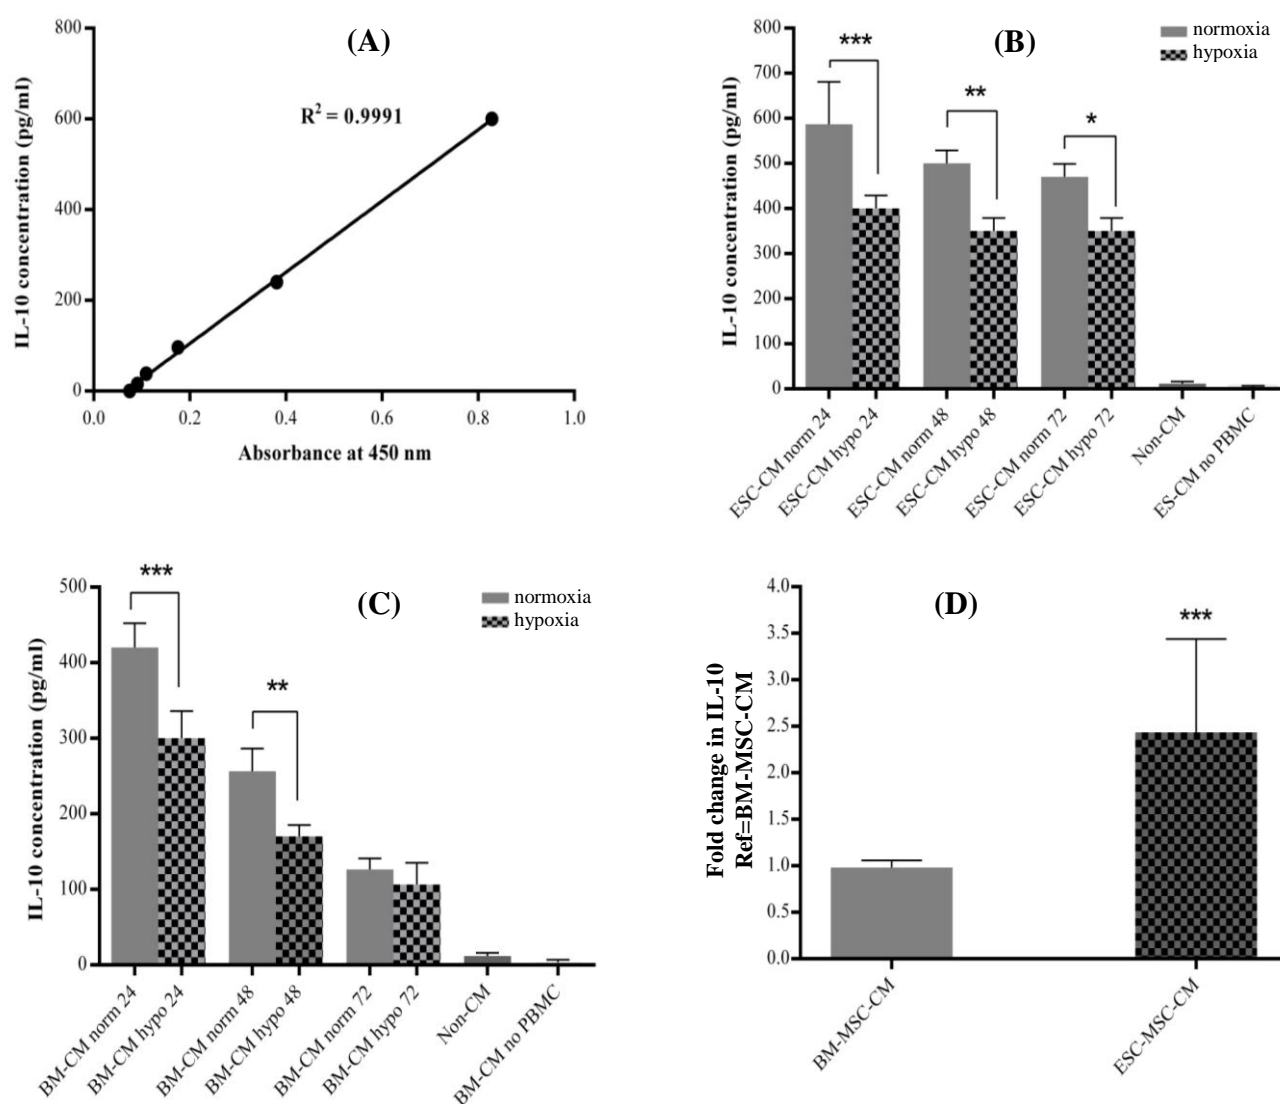 (A)
R² = 0.9991
IL-10 concentration (pg/ml)
800
600
400
200
0
0.0
0.2
0.4
0.6
0.8
1.0
Absorbance at 450 nm
(B)
normoxia
hypoxia
IL-10 concentration (pg/ml)
800
700
600
500
400
300
200
100
0
***
**
*
ESC-CM norm 24
ESC-CM hypo 24
ESC-CM norm 48
ESC-CM hypo 48
ESC-CM norm 72
ESC-CM hypo 72
Non-CM
ES-CM no PBMC
(C)
normoxia
hypoxia
IL-10 concentration (pg/ml)
500
400
300
200
100
0
***
**
BM-CM norm 24
BM-CM hypo 24
BM-CM norm 48
BM-CM hypo 48
BM-CM norm 72
BM-CM hypo 72
Non-CM
BM-CM no PBMC
(D)
Fold change in IL-10
Ref=BM-MSC-CM
4.0
3.5
3.0
2.5
2.0
1.5
1.0
0.5
0.0
***
BM-MSC-CM
ESC-MSC-CM